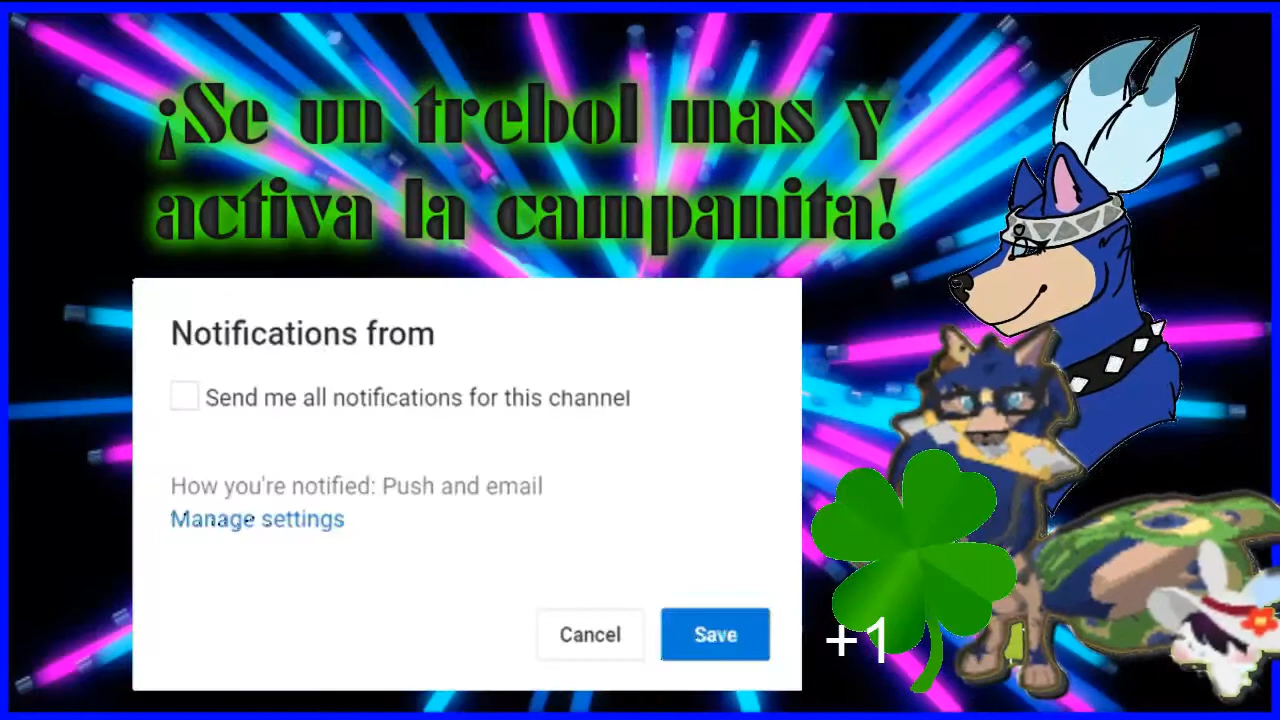 ¡Se un trebol mas y
activa la campanita!
Notifications from
Send me all notifications for this channel
How you're notified: Push and email
Manage settings
Cancel
Save
+1